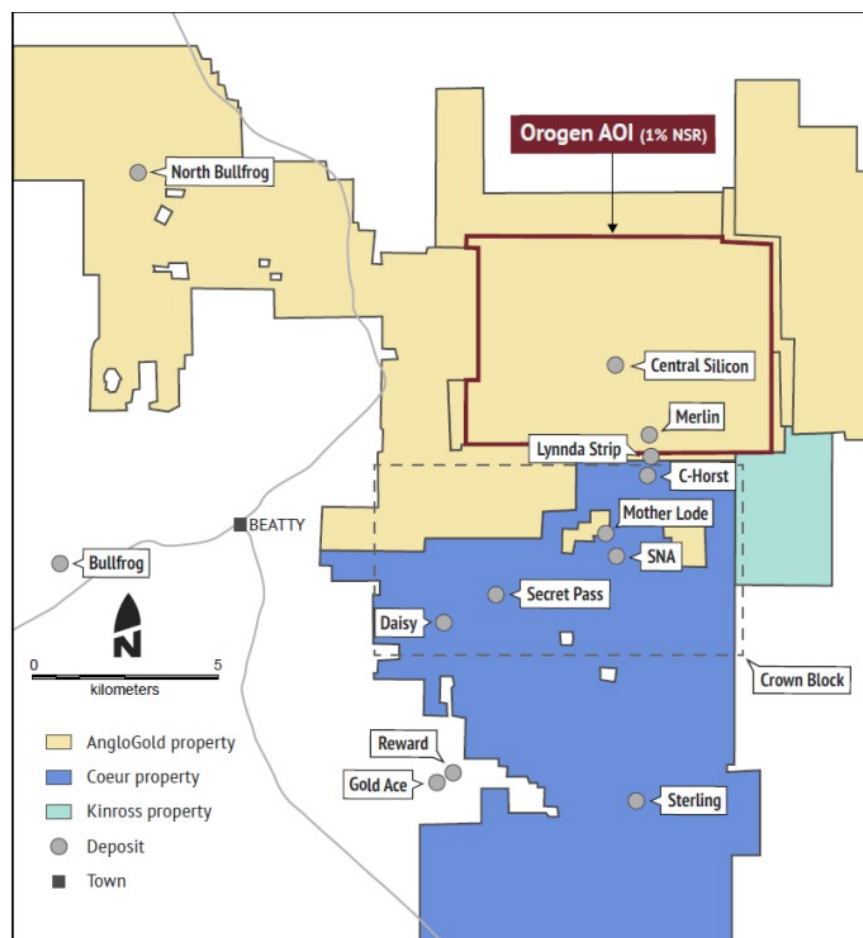 Orogen AOI (1% NSR)
North Bullfrog
Central Silicon
Merlin
Lynnda Strip
C-Horst
Mother Lode
BEATTY
SNA
Bullfrog
Secret Pass
Daisy
N
0 5
kilometers
Crown Block
AngloGold property
Reward
Coeur property
Gold Ace
Sterling
Kinross property
Deposit
Town